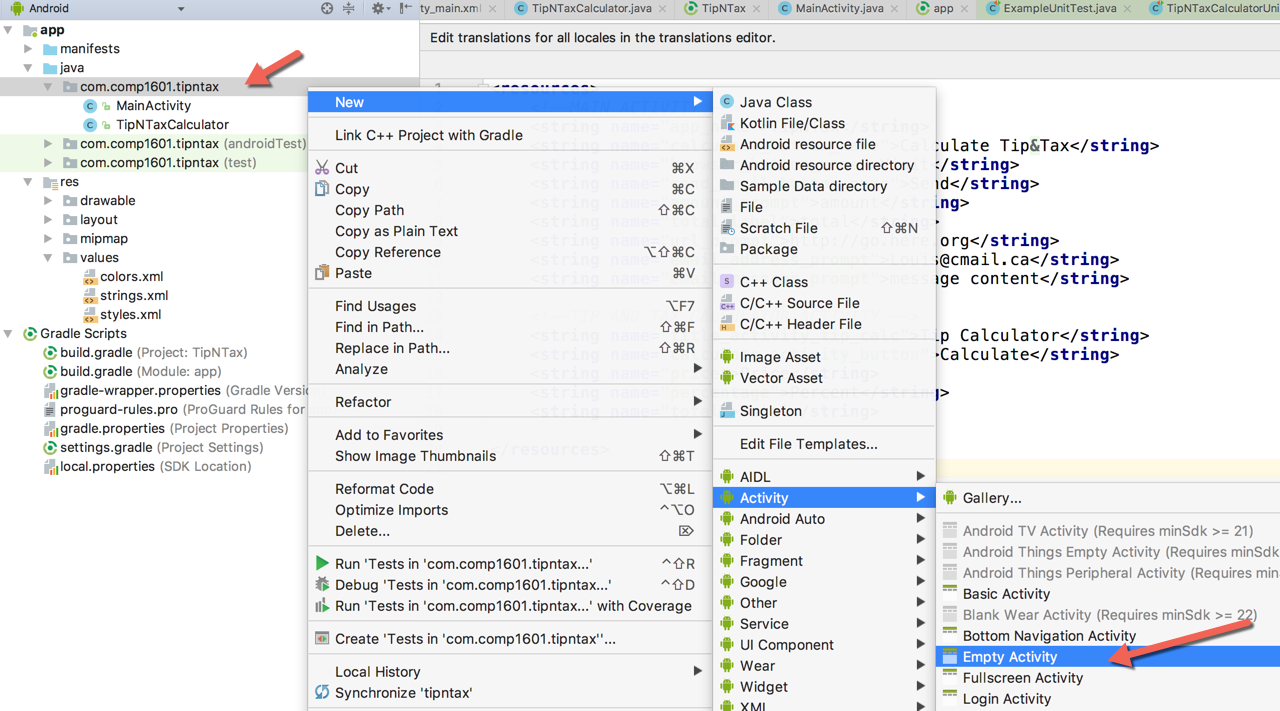 Android
ty_main.xml
TipNTaxCalculator.java
TipNTax
MainActivity.java
app
ExampleUnitTest.java
TipNTaxCalculatorUni
app
manifests
java
com.comp1601.tipntax
MainActivity
TipNTaxCalculator
com.comp1601.tipntax (androidTest)
com.comp1601.tipntax (test)
res
drawable
layout
mipmap
values
colors.xml
strings.xml
styles.xml
Gradle Scripts
build.gradle (Project: TipNTax)
build.gradle (Module: app)
gradle-wrapper.properties (Gradle Versio
proguard-rules.pro (ProGuard Rules for
gradle.properties (Project Properties)
settings.gradle (Project Settings)
local.properties (SDK Location)
Edit translations for all locales in the translations editor.
1
<resources>
culate Tip&Tax</string>
t</string>
>Send</string>
ng>
org</string>
@cmail.ca</string>
message content</string>
ip Calculator</string>
>Calculate</string>
</string>
</resources>
New
Link C++ Project with Gradle
Cut ⌘X
Copy ⌘C
Copy Path ⇧⌘C
Copy as Plain Text
Copy Reference ⌥⇧⌘C
Paste ⌘V
Find Usages ⌥F7
Find in Path... ⇧⌘F
Replace in Path... ⇧⌘R
Analyze
Refactor
Add to Favorites
Show Image Thumbnails ⇧⌘T
Reformat Code ⌥⌘L
Optimize Imports ^⌥O
Delete... ⌦
Run 'Tests in 'com.comp1601.tipntax...' ^⇧R
Debug 'Tests in 'com.comp1601.tipntax...' ^⇧D
Run 'Tests in 'com.comp1601.tipntax...' with Coverage
Create 'Tests in 'com.comp1601.tipntax''...
Local History
Synchronize 'tipntax'
Java Class
Kotlin File/Class
Android resource file
Android resource directory
Sample Data directory
File
Scratch File ⇧⌘N
Package
C++ Class
C/C++ Source File
C/C++ Header File
Image Asset
Vector Asset
Singleton
Edit File Templates...
AIDL
Activity
Android Auto
Folder
Fragment
Google
Other
Service
UI Component
Wear
Widget
XML
Gallery...
Android TV Activity (Requires minSdk >= 21)
Android Things Empty Activity (Requires minSdk
Android Things Peripheral Activity (Requires min
Basic Activity
Blank Wear Activity (Requires minSdk >= 22)
Bottom Navigation Activity
Empty Activity
Fullscreen Activity
Login Activity